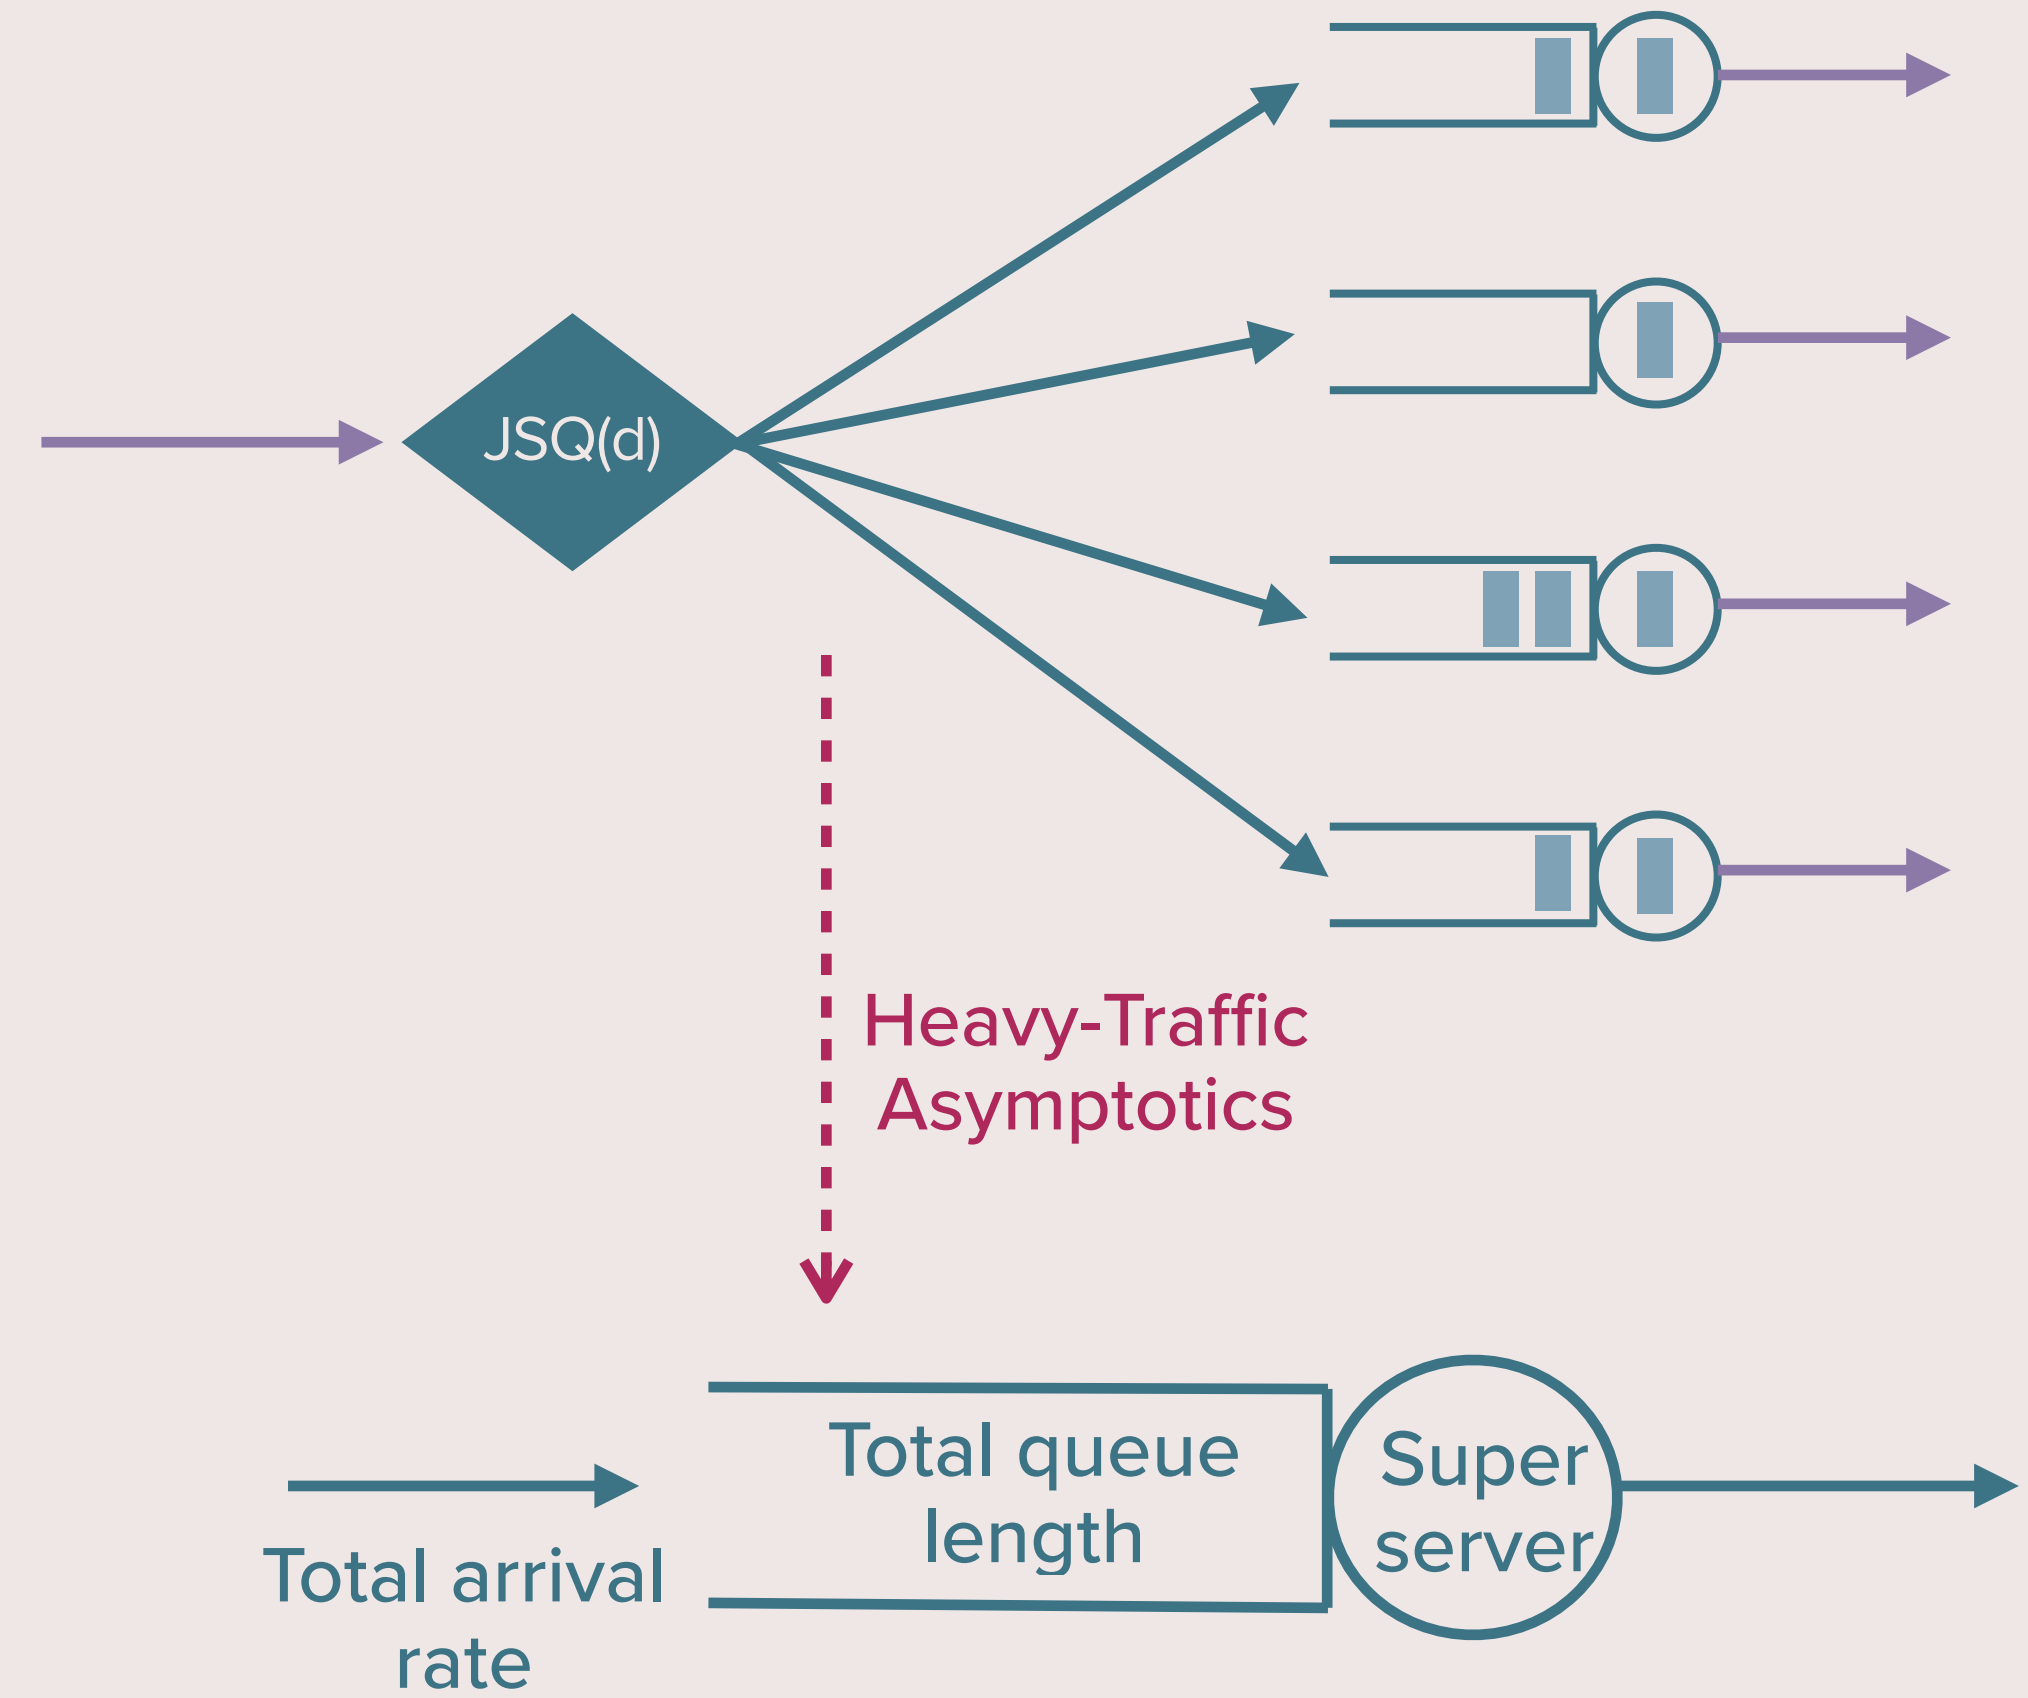 JSQ(d)
Heavy-Traffic
Asymptotics
Total queue
length
Super
server
Total arrival
rate